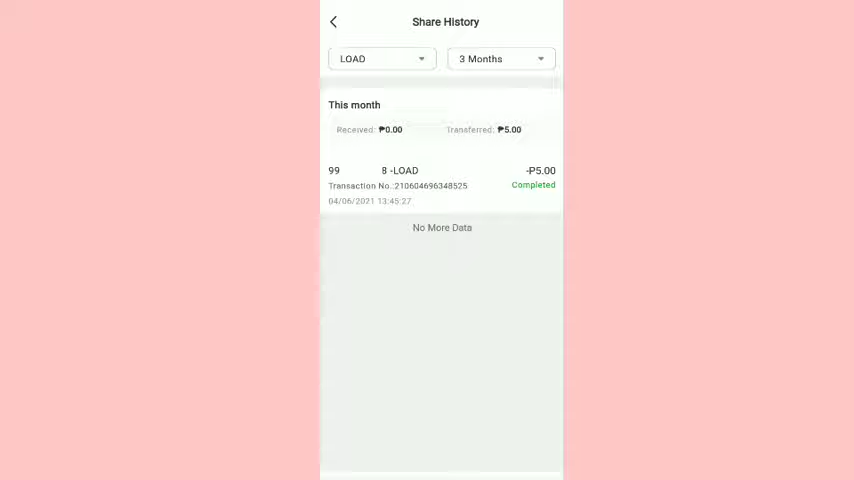 Share History
LOAD 3 Months
This month
Received: ₱0.00 Transferred: ₱5.00
99 8 -LOAD -P5.00
Transaction No.:210604696348525 Completed
04/06/2021 13:45:27
No More Data